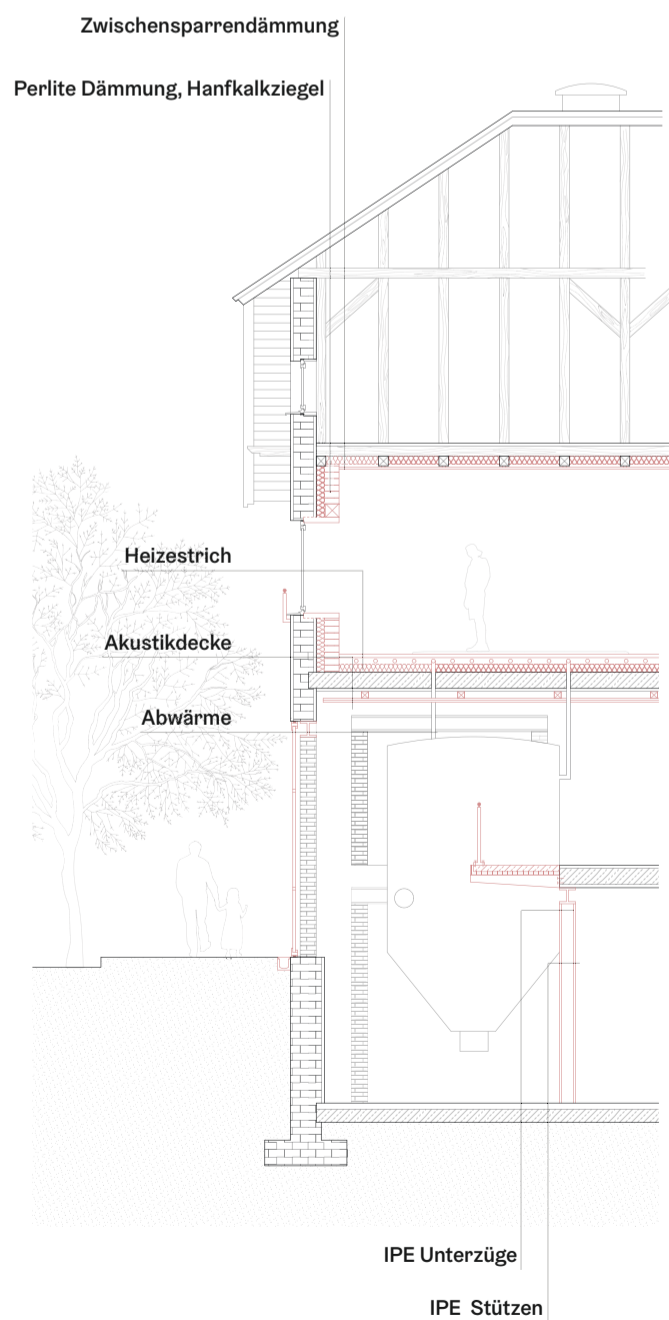 Zwischensparrendämmung
Perlite Dämmung, Hanfkalkziegel
Heizestrich
Akustikdecke
Abwärme
IPE Unterzüge
IPE Stützen